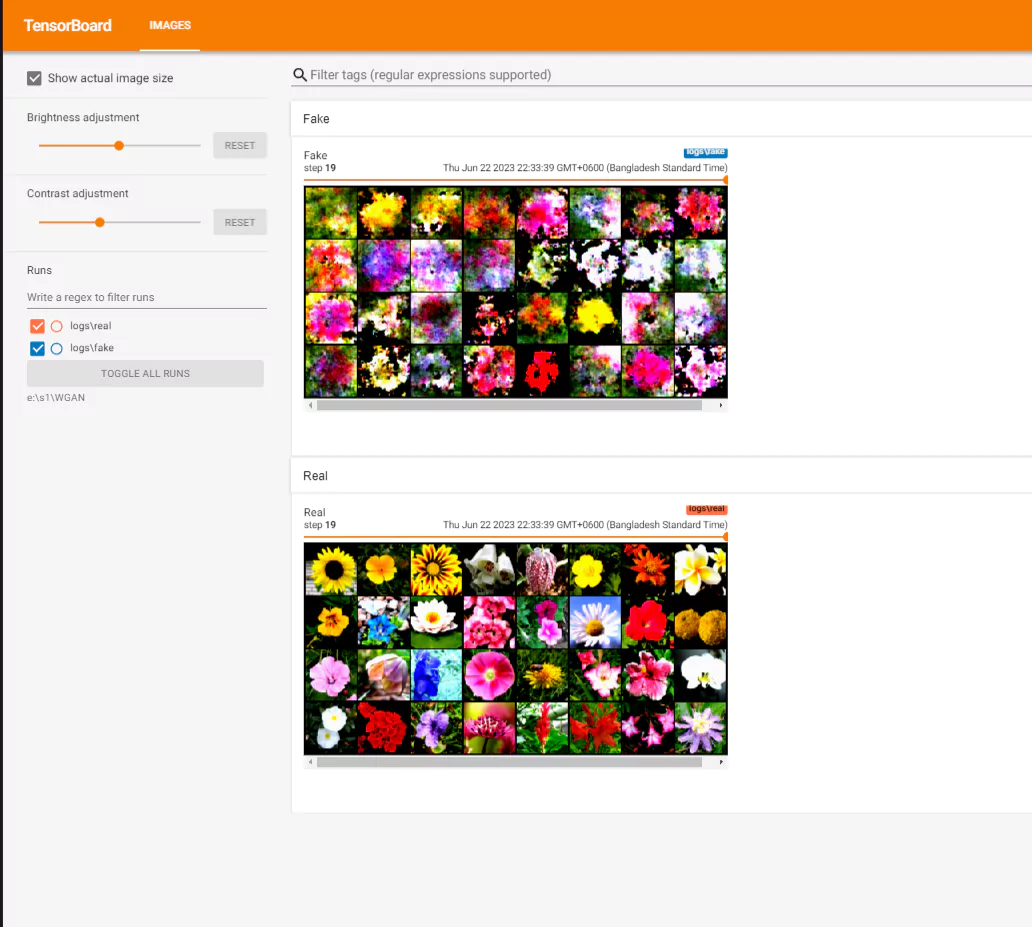 TensorBoard IMAGES
Show actual image size
Filter tags (regular expressions supported)
Brightness adjustment
RESET
Contrast adjustment
RESET
Runs
Write a regex to filter runs
logs\real
logs\fake
TOGGLE ALL RUNS
e:\s1\WGAN
Fake
Fake
logs\fake
step 19
Thu Jun 22 2023 22:33:39 GMT+0600 (Bangladesh Standard Time)
Real
Real
logs\real
step 19
Thu Jun 22 2023 22:33:39 GMT+0600 (Bangladesh Standard Time)